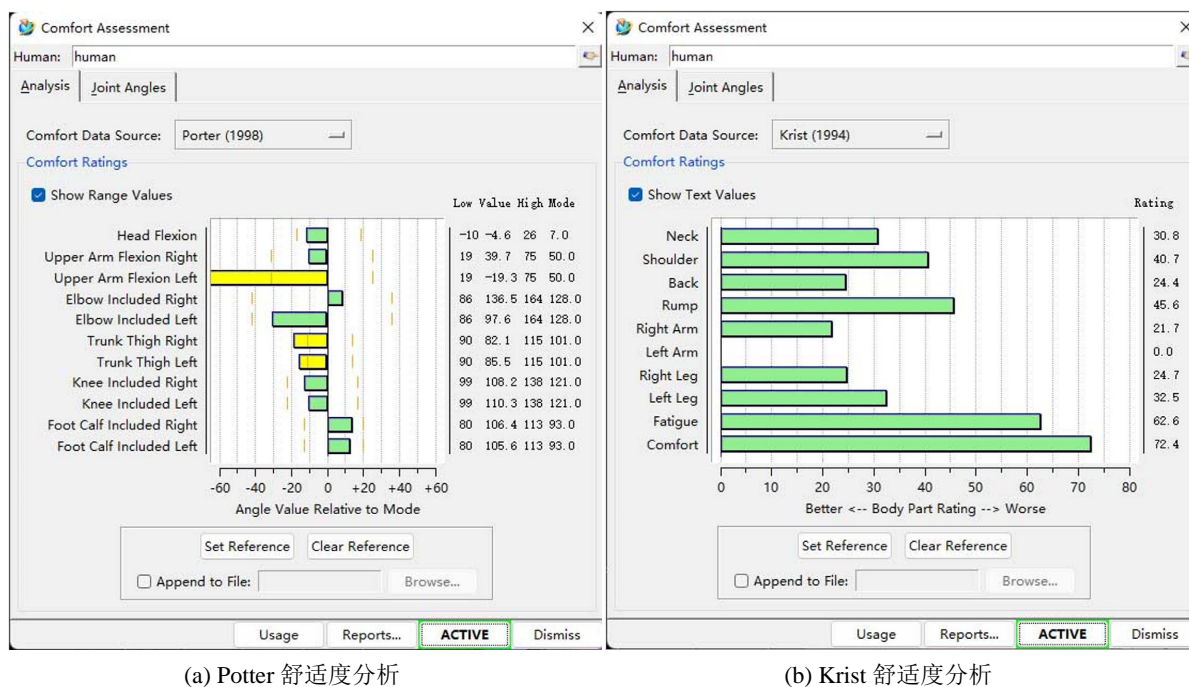 Comfort Assessment
Human: human
Analysis Joint Angles
Comfort Data Source: Porter (1998)
Comfort Ratings
Show Range Values
Low Value High Mode
Head Flexion -10 -4.6 26 7.0
Upper Arm Flexion Right 19 39.7 75 50.0
Upper Arm Flexion Left 19 -19.3 75 50.0
Elbow Included Right 86 136.5 164 128.0
Elbow Included Left 86 97.6 164 128.0
Trunk Thigh Right 90 82.1 115 101.0
Trunk Thigh Left 90 85.5 115 101.0
Knee Included Right 99 108.2 138 121.0
Knee Included Left 99 110.3 138 121.0
Foot Calf Included Right 80 106.4 113 93.0
Foot Calf Included Left 80 105.6 113 93.0
-60 -40 -20 0 +20 +40 +60
Angle Value Relative to Mode
Set Reference Clear Reference
Append to File: Browse...
Usage Reports... ACTIVE Dismiss
(a) Potter 舒适度分析
Comfort Assessment
Human: human
Analysis Joint Angles
Comfort Data Source: Krist (1994)
Comfort Ratings
Show Text Values
Rating
Neck 30.8
Shoulder 40.7
Back 24.4
Rump 45.6
Right Arm 21.7
Left Arm 0.0
Right Leg 24.7
Left Leg 32.5
Fatigue 62.6
Comfort 72.4
0 10 20 30 40 50 60 70 80
Better <-- Body Part Rating --> Worse
Set Reference Clear Reference
Append to File: Browse...
Usage Reports... ACTIVE Dismiss
(b) Krist 舒适度分析